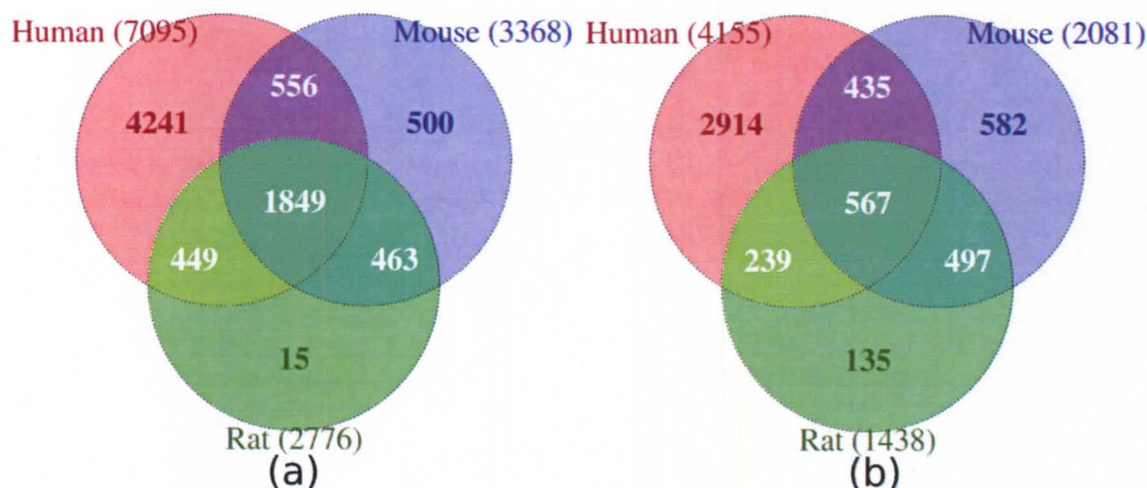 Human (7095) Mouse (3368) Human (4155) Mouse (2081)
556 435
4241 500 2914 582
1849 567
449 463 239 497
15 135
Rat (2776) Rat (1438)
(a) (b)